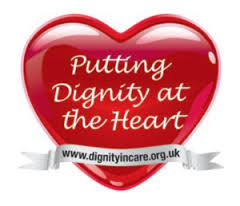 Putting
Dignity at
the Heart
www.dignityincare.org.uk